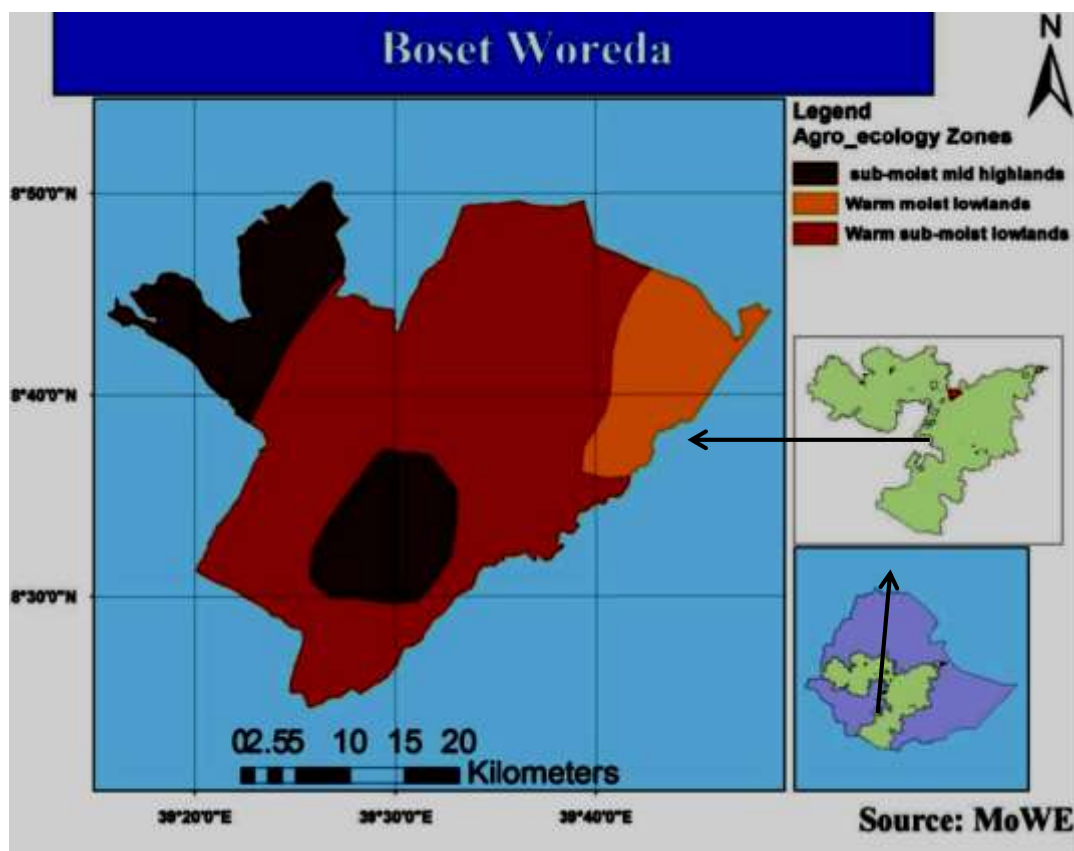 Boset Woreda
N
Legend
Agro_ecology Zones
sub-moist mid highlands
Warm moist lowlands
Warm sub-moist lowlands
8°50'0"N
8°40'0"N
8°30'0"N
02.55 10 15 20
Kilometers
39°20'0"E 39°30'0"E 39°40'0"E
Source: MoWE